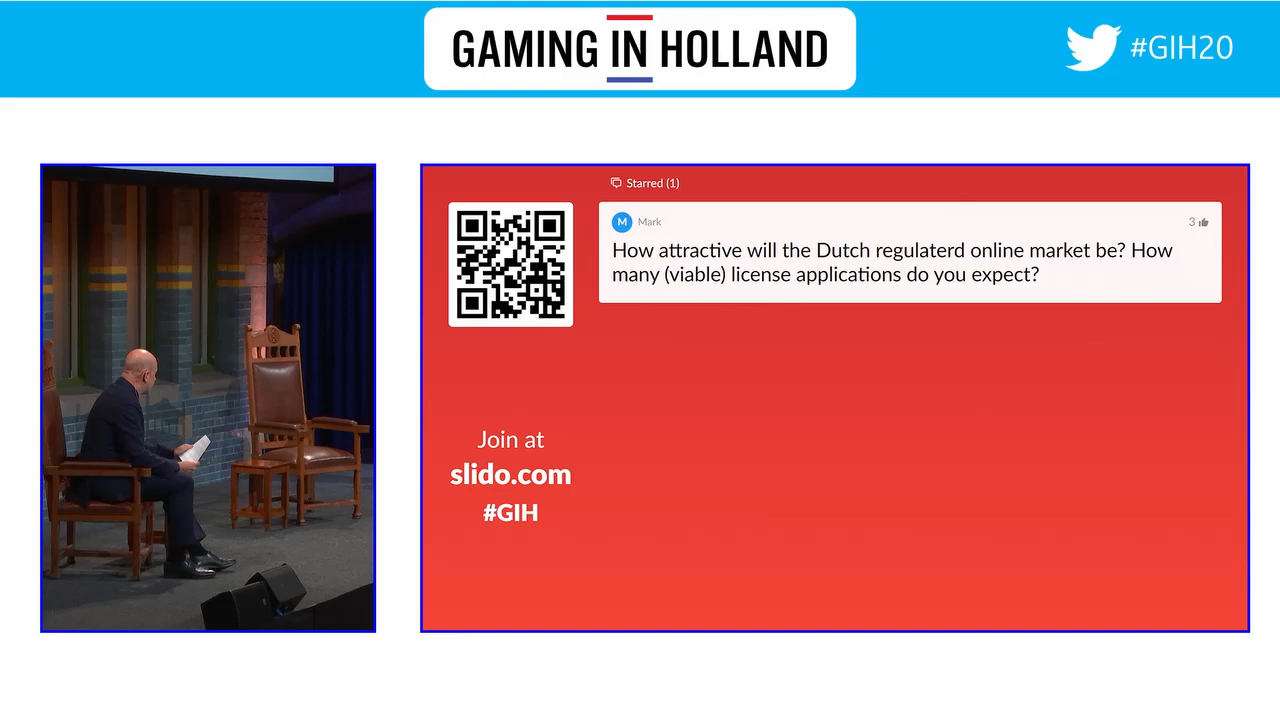 GAMING IN HOLLAND
#GIH20
Starred (1)
M
Mark
3
How attractive will the Dutch regulaterd online market be? How
many (viable) license applications do you expect?
Join at
slido.com
#GIH